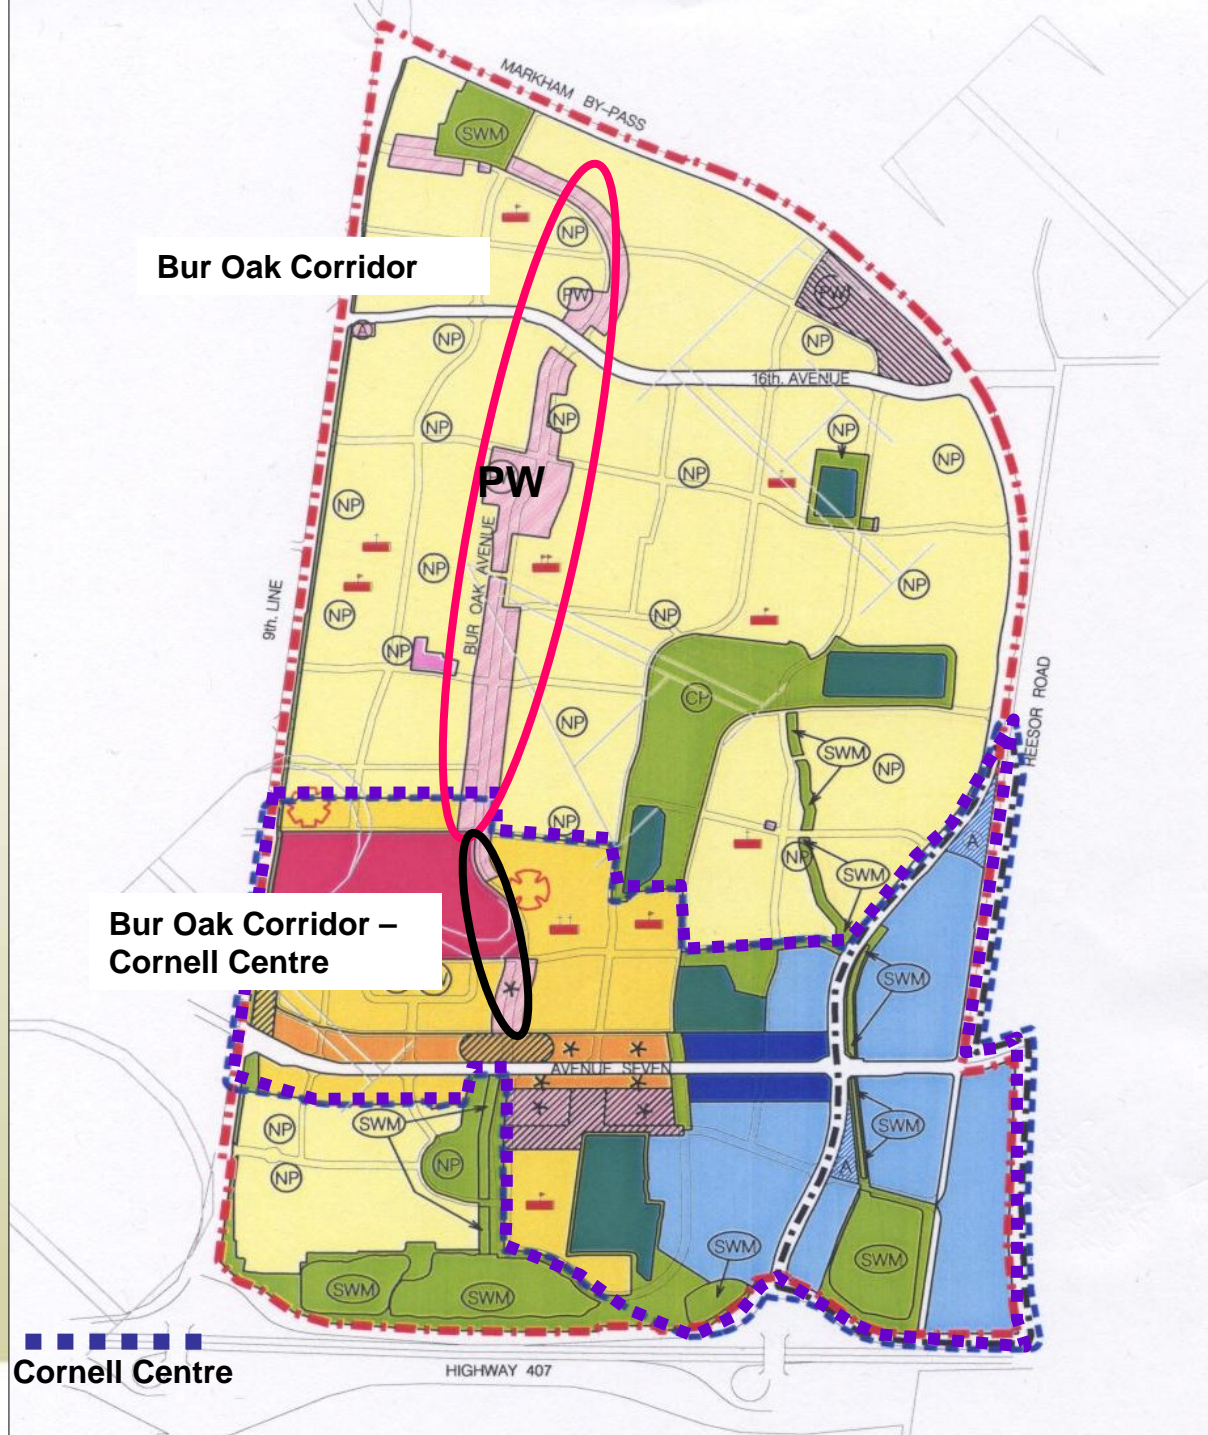 MARKHAM BY-PASS
SWM
NP
Bur Oak Corridor
PW
PW
A
NP
NP
16th. AVENUE
NP
NP
NP
NP
NP
NP
PW
NP
BUR OAK AVENUE
NP
NP
9th. LINE
NP
NP
NP
REESOR ROAD
CP
NP
SWM
NP
NP
A
NP
SWM
Bur Oak Corridor –
Cornell Centre
SWM
AVENUE SEVEN
SWM
SWM
NP
NP
A
NP
SWM
SWM
SWM
SWM
Cornell Centre
HIGHWAY 407